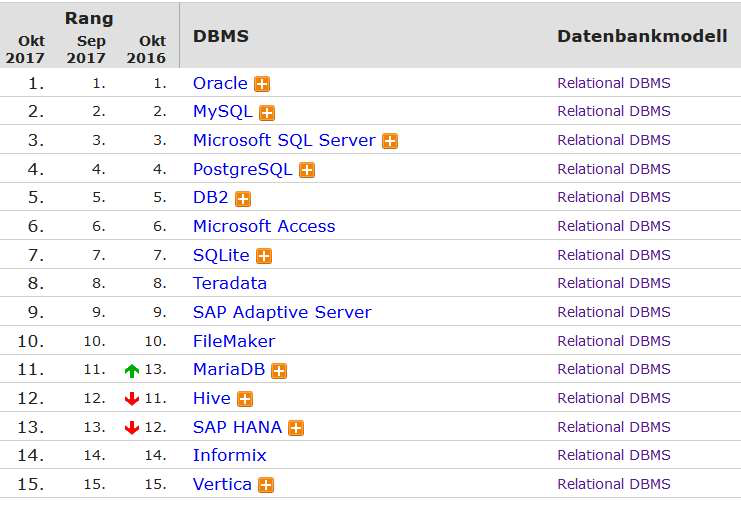 Rang
Okt 2017 Sep 2017 Okt 2016 DBMS Datenbankmodell
1. 1. 1. Oracle Relational DBMS
2. 2. 2. MySQL Relational DBMS
3. 3. 3. Microsoft SQL Server Relational DBMS
4. 4. 4. PostgreSQL Relational DBMS
5. 5. 5. DB2 Relational DBMS
6. 6. 6. Microsoft Access Relational DBMS
7. 7. 7. SQLite Relational DBMS
8. 8. 8. Teradata Relational DBMS
9. 9. 9. SAP Adaptive Server Relational DBMS
10. 10. 10. FileMaker Relational DBMS
11. 11. 13. MariaDB Relational DBMS
12. 12. 11. Hive Relational DBMS
13. 13. 12. SAP HANA Relational DBMS
14. 14. 14. Informix Relational DBMS
15. 15. 15. Vertica Relational DBMS